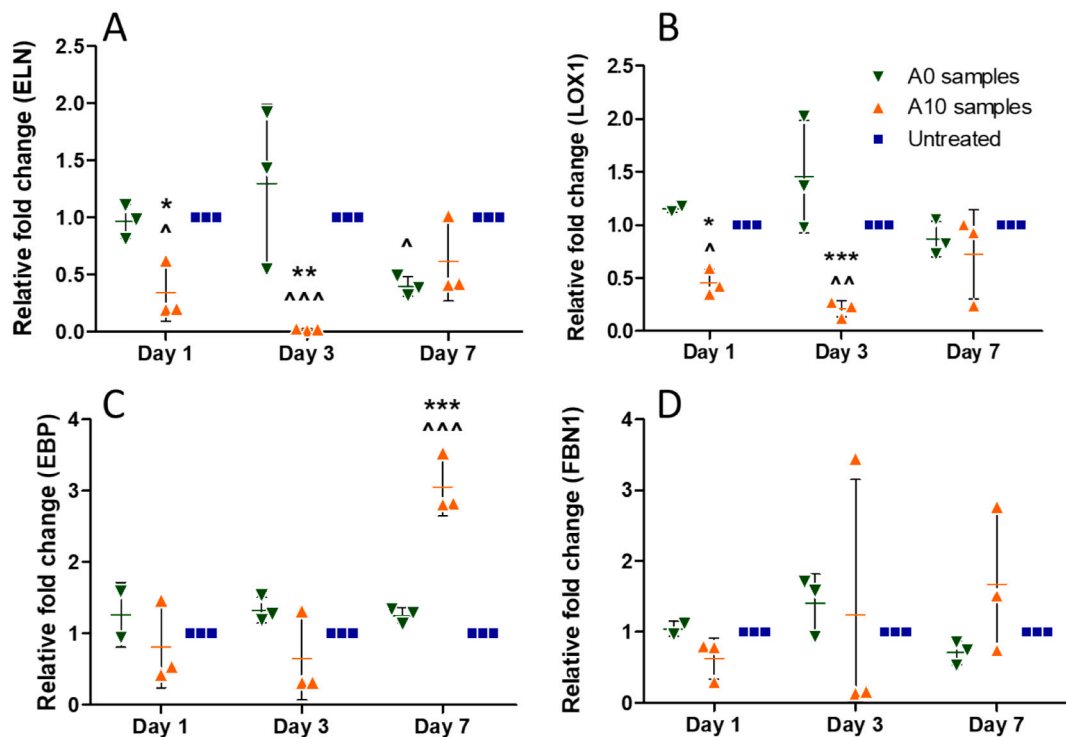 A
Relative fold change (ELN)
2.5
2.0
1.5
1.0
0.5
0.0
*
^
**
^^^
^
Day 1
Day 3
Day 7
B
Relative fold change (LOX1)
2.5
2.0
1.5
1.0
0.5
0.0
A0 samples
A10 samples
Untreated
*
^
***
^^
Day 1
Day 3
Day 7
C
Relative fold change (EBP)
4
3
2
1
0
***
^^^
Day 1
Day 3
Day 7
D
Relative fold change (FBN1)
4
3
2
1
0
Day 1
Day 3
Day 7